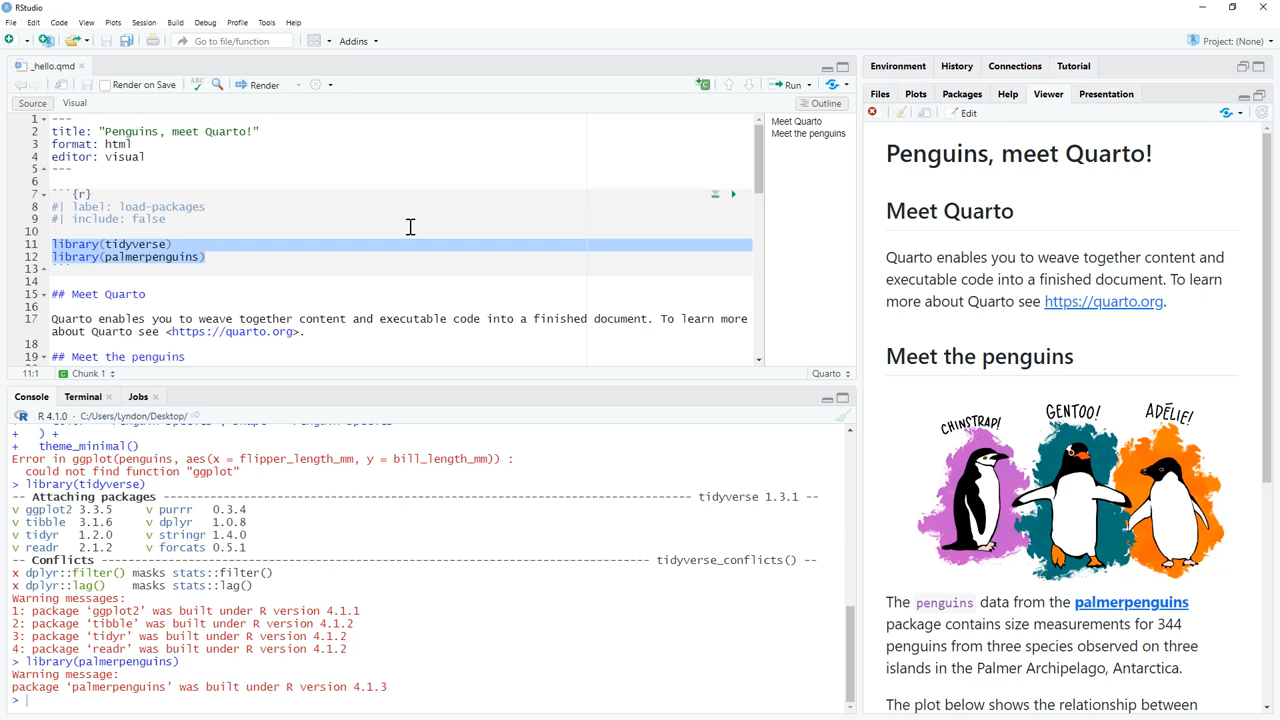 RStudio
File Edit Code View Plots Session Build Debug Profile Tools Help
Go to file/function Addins Project: (None)
_hello.qmd
Render on Save ABC Render Run
Source Visual Outline
1 ---
2 title: "Penguins, meet Quarto!"
3 format: html
4 editor: visual
5 ---
6
7 ```{r}
8 #| label: load-packages
9 #| include: false
10
11 library(tidyverse)
12 library(palmerpenguins)
13 ```
14
15 ## Meet Quarto
16
17 Quarto enables you to weave together content and executable code into a finished document. To learn
about Quarto see <https://quarto.org>.
18
19 ## Meet the penguins
Meet Quarto
Meet the penguins
11:1 Chunk 1 Quarto
Console Terminal Jobs
R 4.1.0 · C:/Users/Lyndon/Desktop/
+ ) +
+ theme_minimal()
Error in ggplot(penguins, aes(x = flipper_length_mm, y = bill_length_mm)) :
could not find function "ggplot"
> library(tidyverse)
-- Attaching packages --------------------------------------------------------------------------------- tidyverse 1.3.1 --
v ggplot2 3.3.5 v purrr 0.3.4
v tibble 3.1.6 v dplyr 1.0.8
v tidyr 1.2.0 v stringr 1.4.0
v readr 2.1.2 v forcats 0.5.1
-- Conflicts ------------------------------------------------------------------------------------ tidyverse_conflicts() --
x dplyr::filter() masks stats::filter()
x dplyr::lag() masks stats::lag()
Warning messages:
1: package ‘ggplot2’ was built under R version 4.1.1
2: package ‘tibble’ was built under R version 4.1.2
3: package ‘tidyr’ was built under R version 4.1.2
4: package ‘readr’ was built under R version 4.1.2
> library(palmerpenguins)
Warning message:
package ‘palmerpenguins’ was built under R version 4.1.3
>
Environment History Connections Tutorial
Files Plots Packages Help Viewer Presentation
Edit
Penguins, meet Quarto!
Meet Quarto
Quarto enables you to weave together content and
executable code into a finished document. To learn
more about Quarto see https://quarto.org.
Meet the penguins
CHINSTRAP! GENTOO! ADÉLIE!
The penguins data from the palmerpenguins
package contains size measurements for 344
penguins from three species observed on three
islands in the Palmer Archipelago, Antarctica.
The plot below shows the relationship between